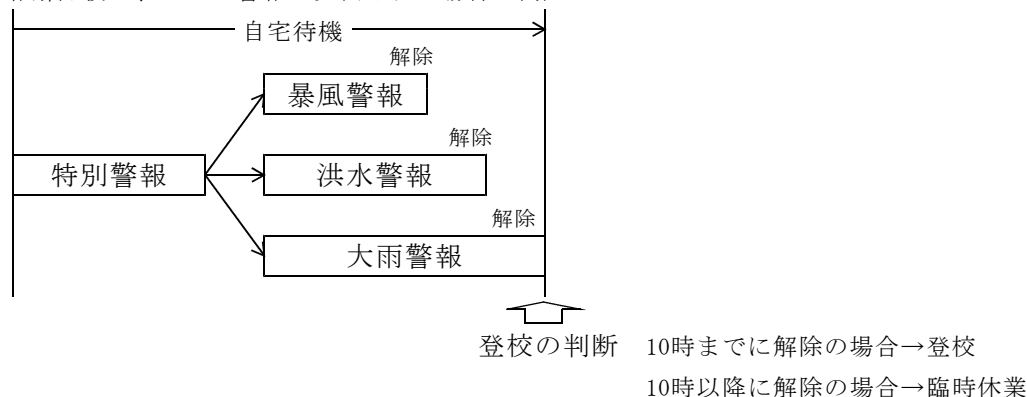 自宅待機
解除
暴風警報
解除
特別警報
洪水警報
解除
大雨警報
登校の判断 10時までに解除の場合→登校
10時以降に解除の場合→臨時休業